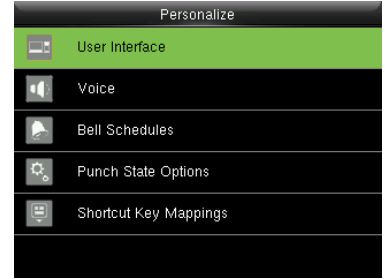 Personalize
User Interface
Voice
Bell Schedules
Punch State Options
Shortcut Key Mappings